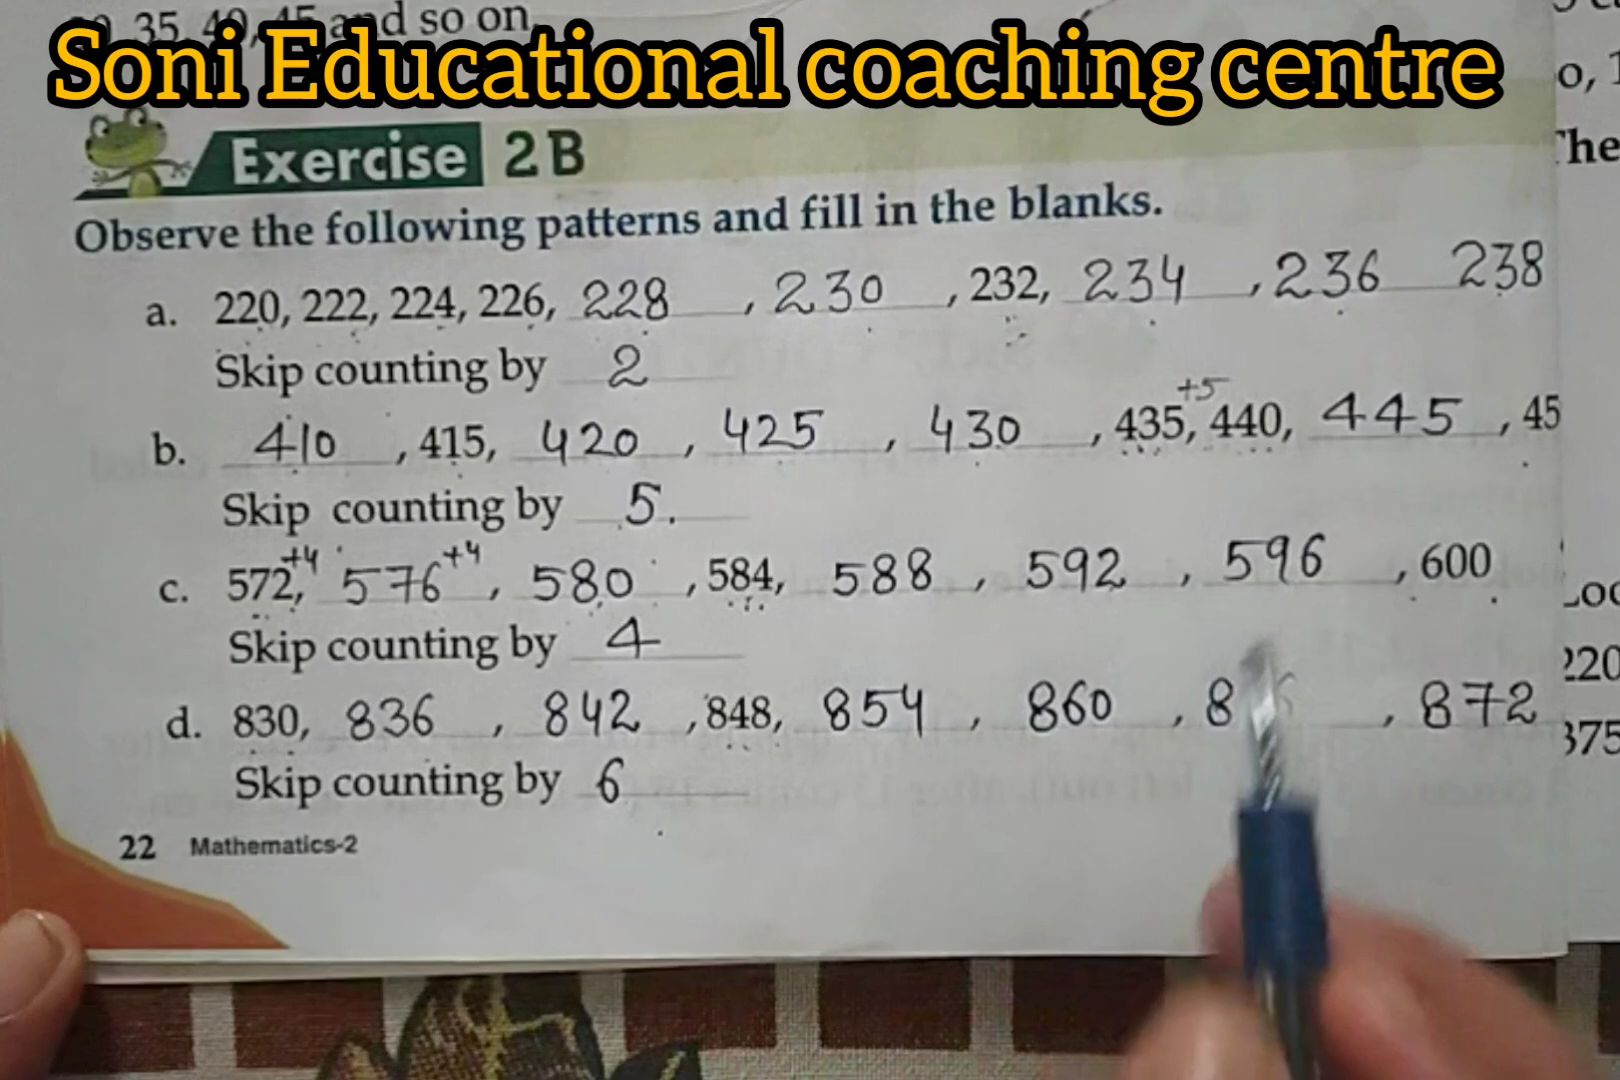 35, 40, 45 and so on.
Soni Educational coaching centre
Exercise 2B
Observe the following patterns and fill in the blanks.
a. 220, 222, 224, 226, 228, 230, 232, 234, 236 238
Skip counting by 2
+5
b. 410, 415, 420, 425, 430, 435, 440, 445, 45
Skip counting by 5.
+4 +4
c. 572, 576, 580, 584, 588, 592, 596, 600
Skip counting by 4
d. 830, 836, 842, 848, 854, 860, 8, 872
Skip counting by 6
22 Mathematics-2
o, 1
The
220
375